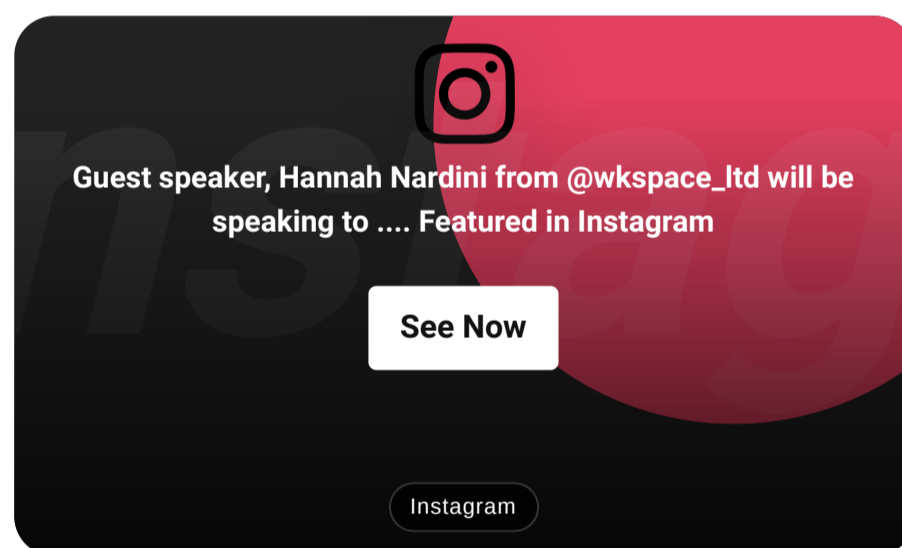 Guest speaker, Hannah Nardini from @wkspace_ltd will be
speaking to .... Featured in Instagram
See Now
Instagram